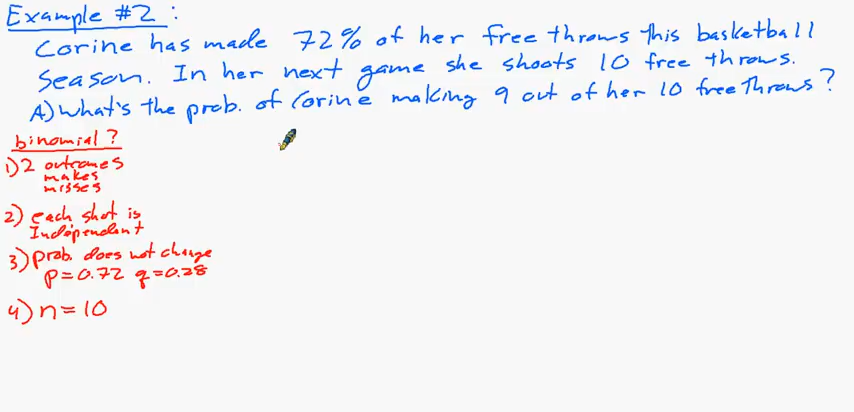 Example #2:
Corine has made 72% of her free throws this basketball
season. In her next game she shoots 10 free throws.
A) What's the prob. of Corine making 9 out of her 10 free throws?
binomial?
1) 2 outcomes
makes
misses
2) each shot is
Independent
3) prob. does not change
p=0.72 q=0.28
4) n=10